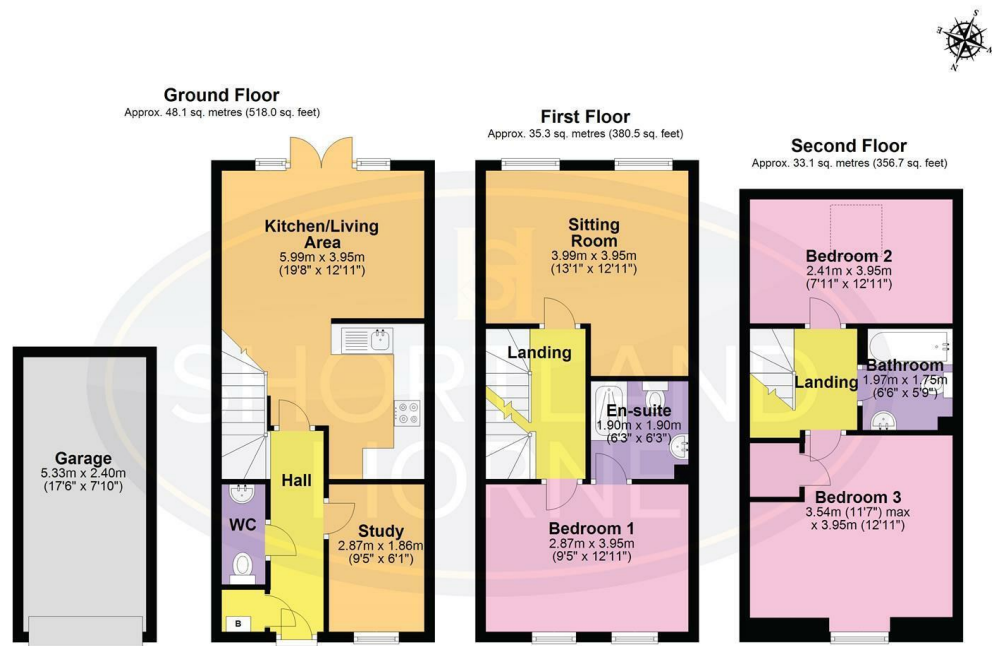 S
E
W
N
Ground Floor
Approx. 48.1 sq. metres (518.0 sq. feet)
First Floor
Approx. 35.3 sq. metres (380.5 sq. feet)
Second Floor
Approx. 33.1 sq. metres (356.7 sq. feet)
Kitchen/Living
Area
5.99m x 3.95m
(19'8" x 12'11")
Sitting
Room
3.99m x 3.95m
(13'1" x 12'11")
Bedroom 2
2.41m x 3.95m
(7'11" x 12'11")
Landing
Landing
Bathroom
1.97m x 1.75m
(6'6" x 5'9")
En-suite
1.90m x 1.90m
(6'3" x 6'3")
Garage
5.33m x 2.40m
(17'6" x 7'10")
Hall
WC
Study
2.87m x 1.86m
(9'5" x 6'1")
Bedroom 1
2.87m x 3.95m
(9'5" x 12'11")
Bedroom 3
3.54m (11'7") max
x 3.95m (12'11")
B
SHORTLAND
HORNE